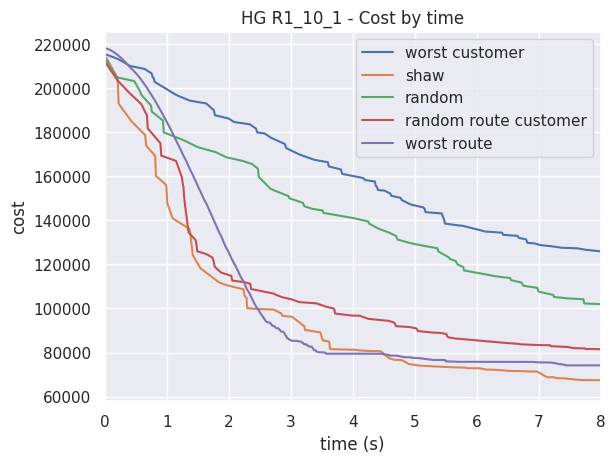 HG R1_10_1 - Cost by time
220000
200000
180000
160000
140000
120000
100000
80000
60000
cost
worst customer
shaw
random
random route customer
worst route
0 1 2 3 4 5 6 7 8
time (s)